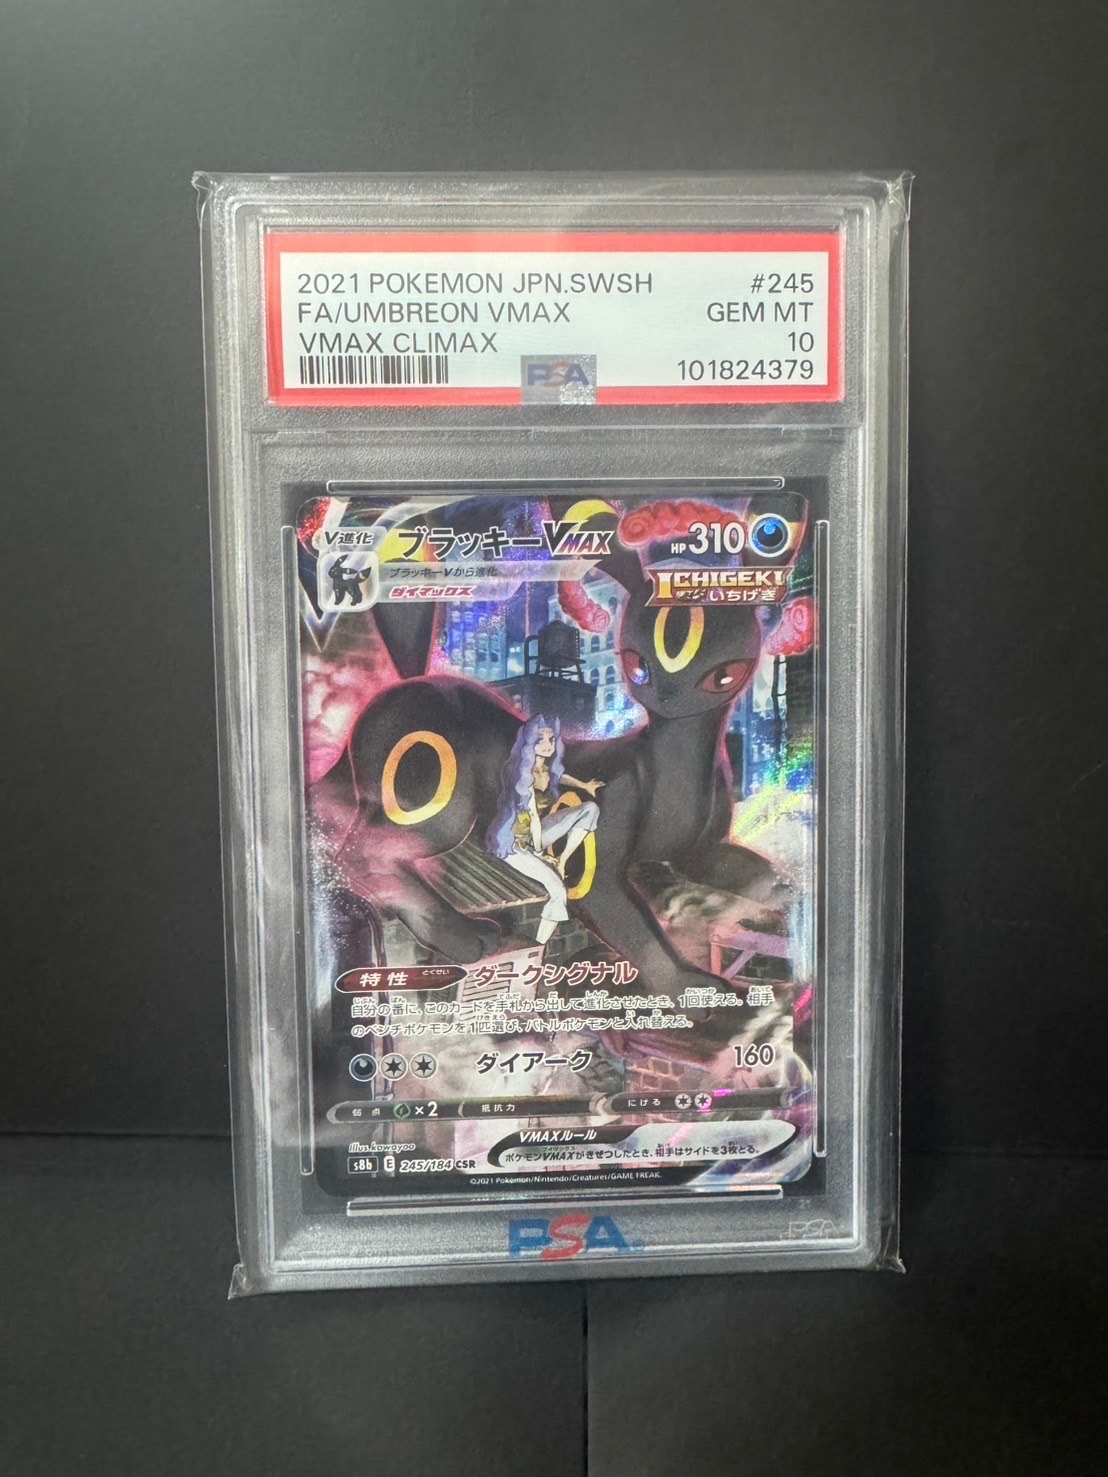 2021 POKEMON JPN.SWSH #245
FA/UMBREON VMAX GEM MT
VMAX CLIMAX 10
PSA 101824379
V進化 ブラッキーVMAX HP310
ブラッキーVから進化
ダイマックス
ICHIGEKI
いちげき
特性 とくせい ダークシグナル
自分の番に、このカードを手札から出して進化させたとき、1回使える。相手
のベンチポケモンを1匹選び、バトルポケモンと入れ替える。
ダイアーク 160
弱点 ×2 抵抗力 にげる
VMAXルール
ポケモンVMAXがきぜつしたとき、相手はサイドを3枚とる。
Illus.kawayoo
s8b E 245/184 CSR
©2021 Pokémon/Nintendo/Creatures/GAME FREAK.
PSA
PSA